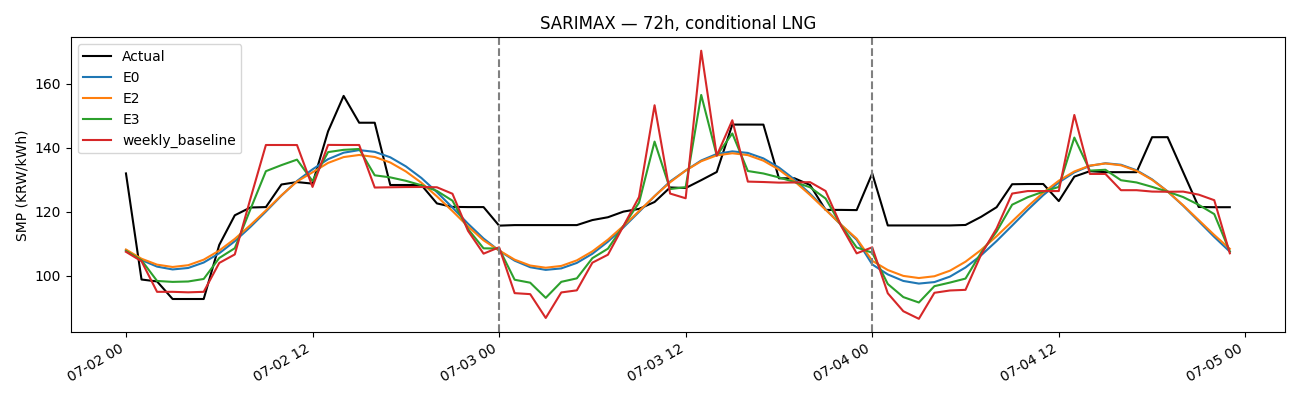 SARIMAX — 72h, conditional LNG
SMP (KRW/kWh)
160
140
120
100
Actual
E0
E2
E3
weekly_baseline
07-02 00
07-02 12
07-03 00
07-03 12
07-04 00
07-04 12
07-05 00